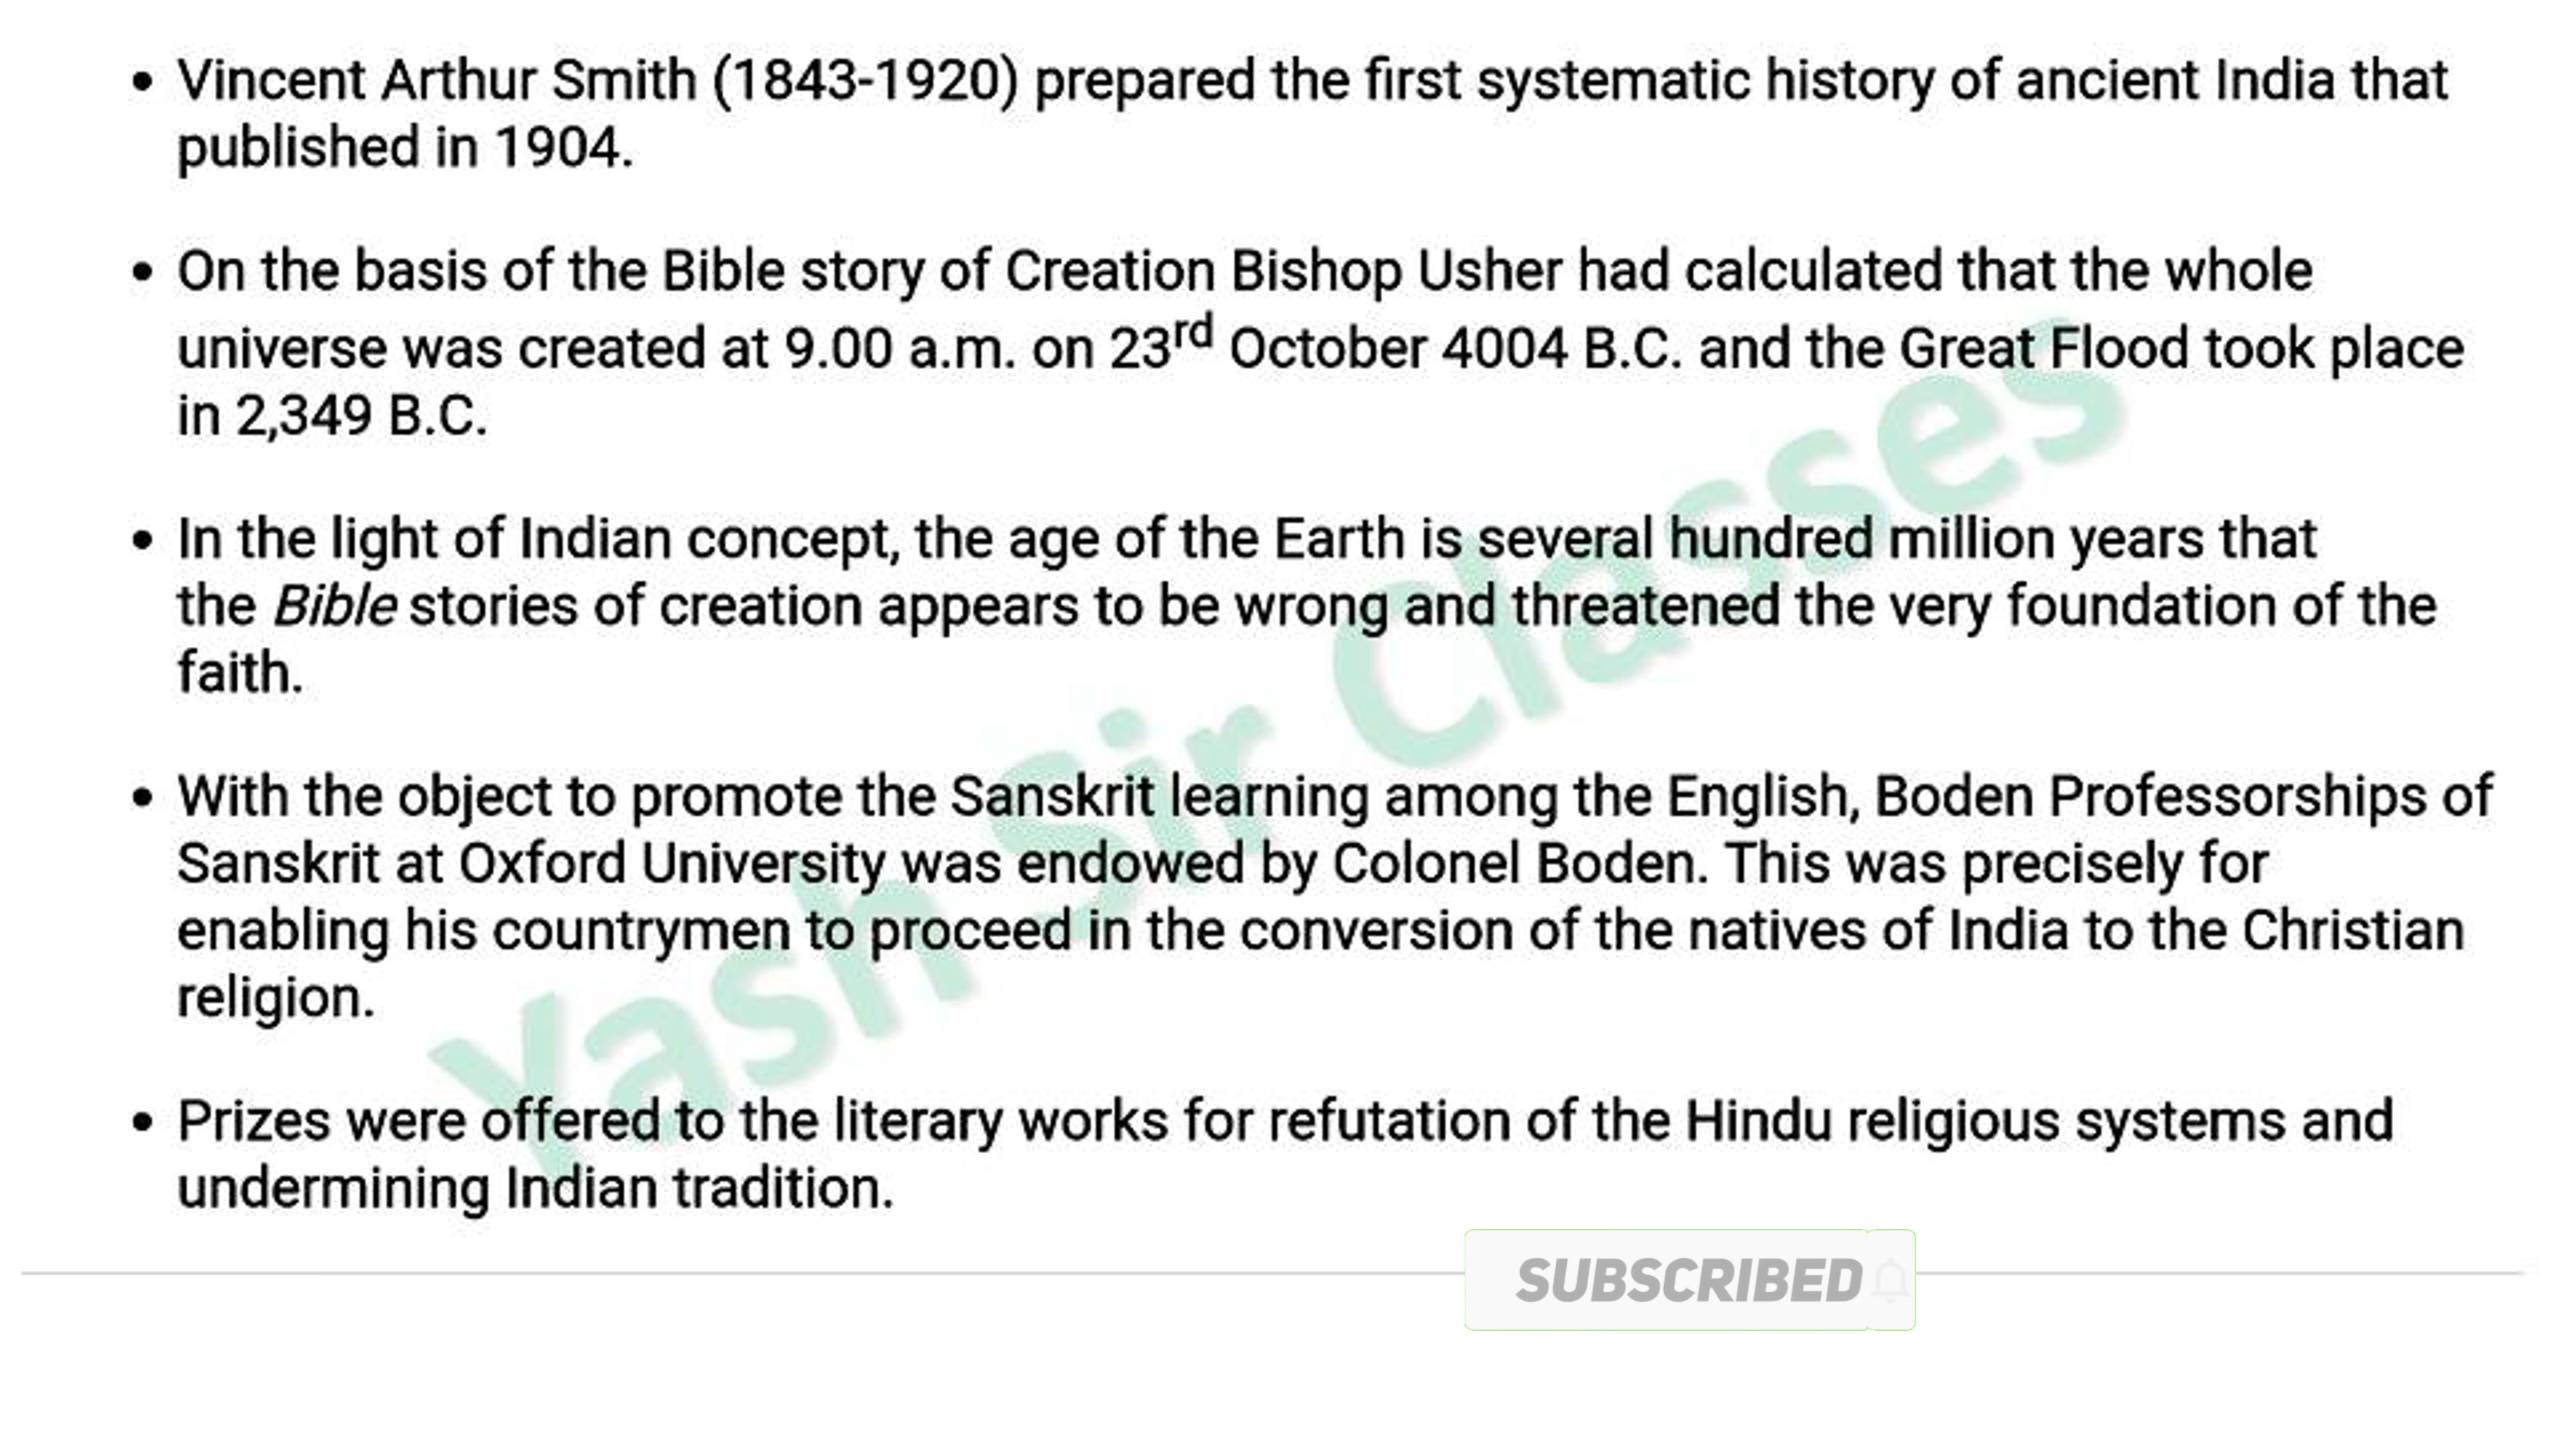 • Vincent Arthur Smith (1843-1920) prepared the first systematic history of ancient India that
published in 1904.
• On the basis of the Bible story of Creation Bishop Usher had calculated that the whole
universe was created at 9.00 a.m. on 23rd October 4004 B.C. and the Great Flood took place
in 2,349 B.C.
• In the light of Indian concept, the age of the Earth is several hundred million years that
the Bible stories of creation appears to be wrong and threatened the very foundation of the
faith.
• With the object to promote the Sanskrit learning among the English, Boden Professorships of
Sanskrit at Oxford University was endowed by Colonel Boden. This was precisely for
enabling his countrymen to proceed in the conversion of the natives of India to the Christian
religion.
• Prizes were offered to the literary works for refutation of the Hindu religious systems and
undermining Indian tradition.
Yash Sir Classes
SUBSCRIBED